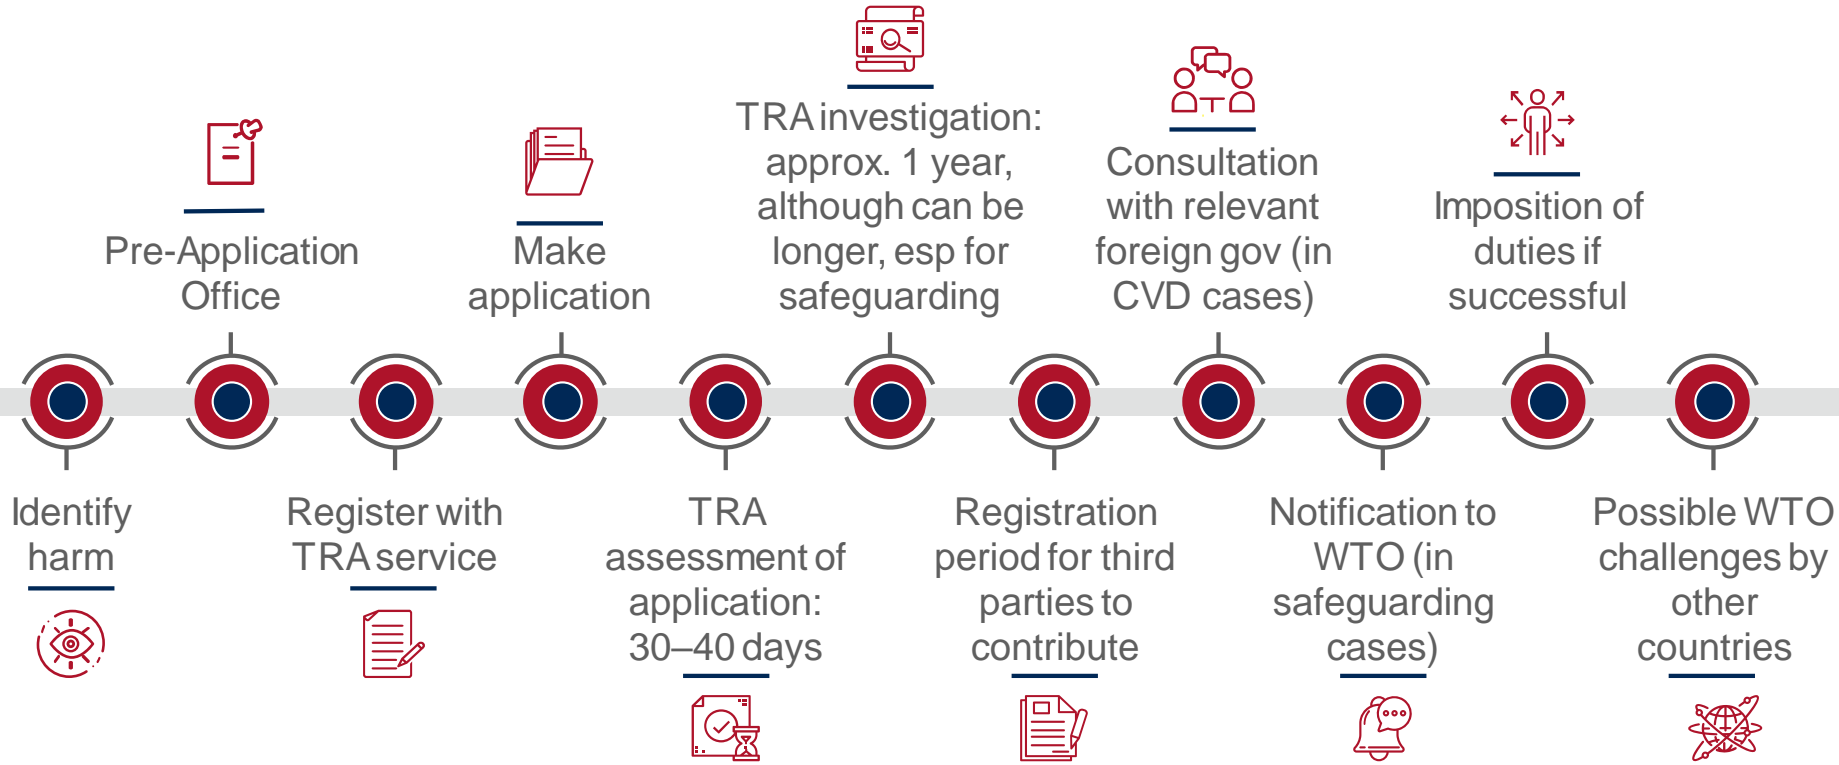 Identify
harm
Pre-Application
Office
Register with
TRA service
Make
application
TRA
assessment of
application:
30–40 days
TRA investigation:
approx. 1 year,
although can be
longer, esp for
safeguarding
Registration
period for third
parties to
contribute
Consultation
with relevant
foreign gov (in
CVD cases)
Notification to
WTO (in
safeguarding
cases)
Imposition of
duties if
successful
Possible WTO
challenges by
other
countries